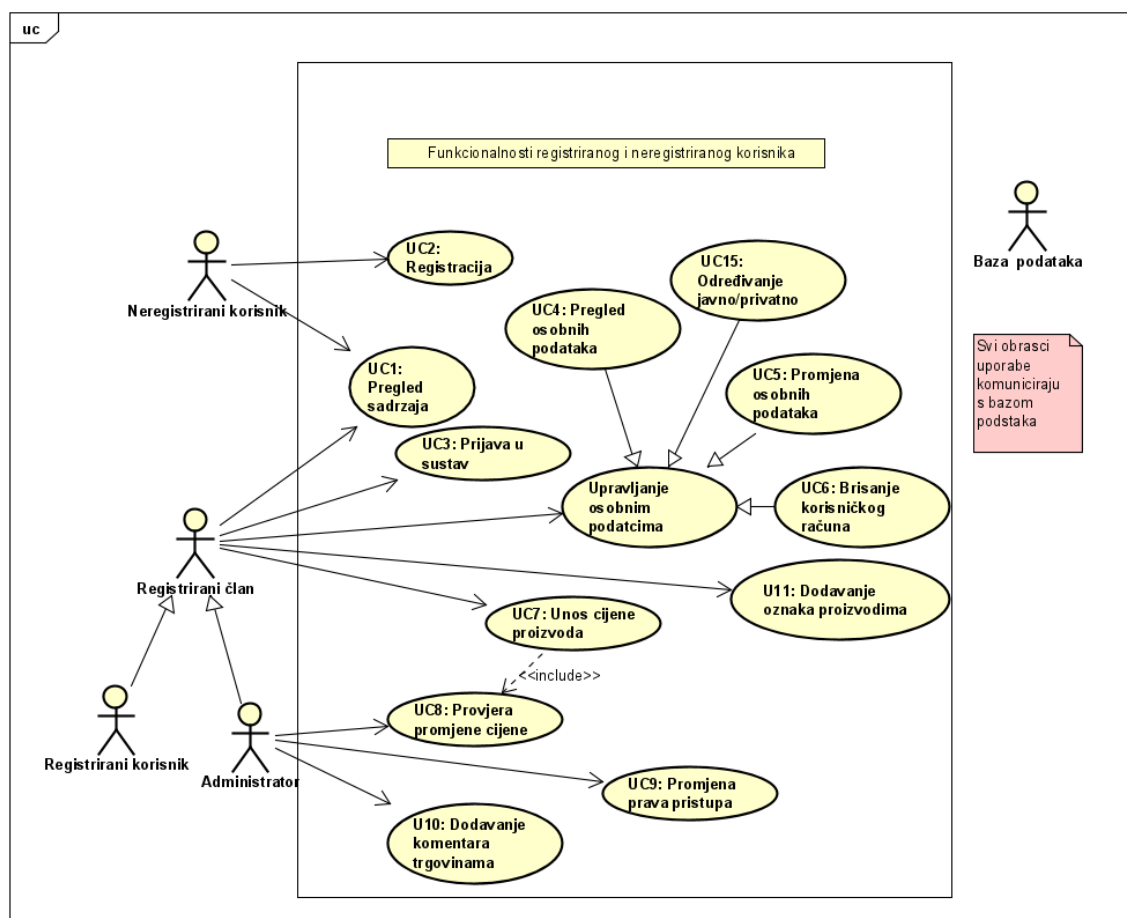 uc
Funkcionalnosti registriranog i neregistriranog korisnika
UC2:
Registracija
Neregistrirani korisnik
UC15:
Određivanje
javno/privatno
Baza podataka
UC4: Pregled
osobnih
podataka
UC1:
Pregled
sadrzaja
UC5: Promjena
osobnih
podataka
Svi obrasci
uporabe
komuniciraju
s bazom
podstaka
UC3: Prijava u
sustav
Upravljanje
osobnim
podatcima
UC6: Brisanje
korisničkog
računa
Registrirani član
U11: Dodavanje
oznaka proizvodima
UC7: Unos cijene
proizvoda
<<include>>
UC8: Provjera
promjene cijene
Registrirani korisnik
Administrator
UC9: Promjena
prava pristupa
U10: Dodavanje
komentara
trgovinama